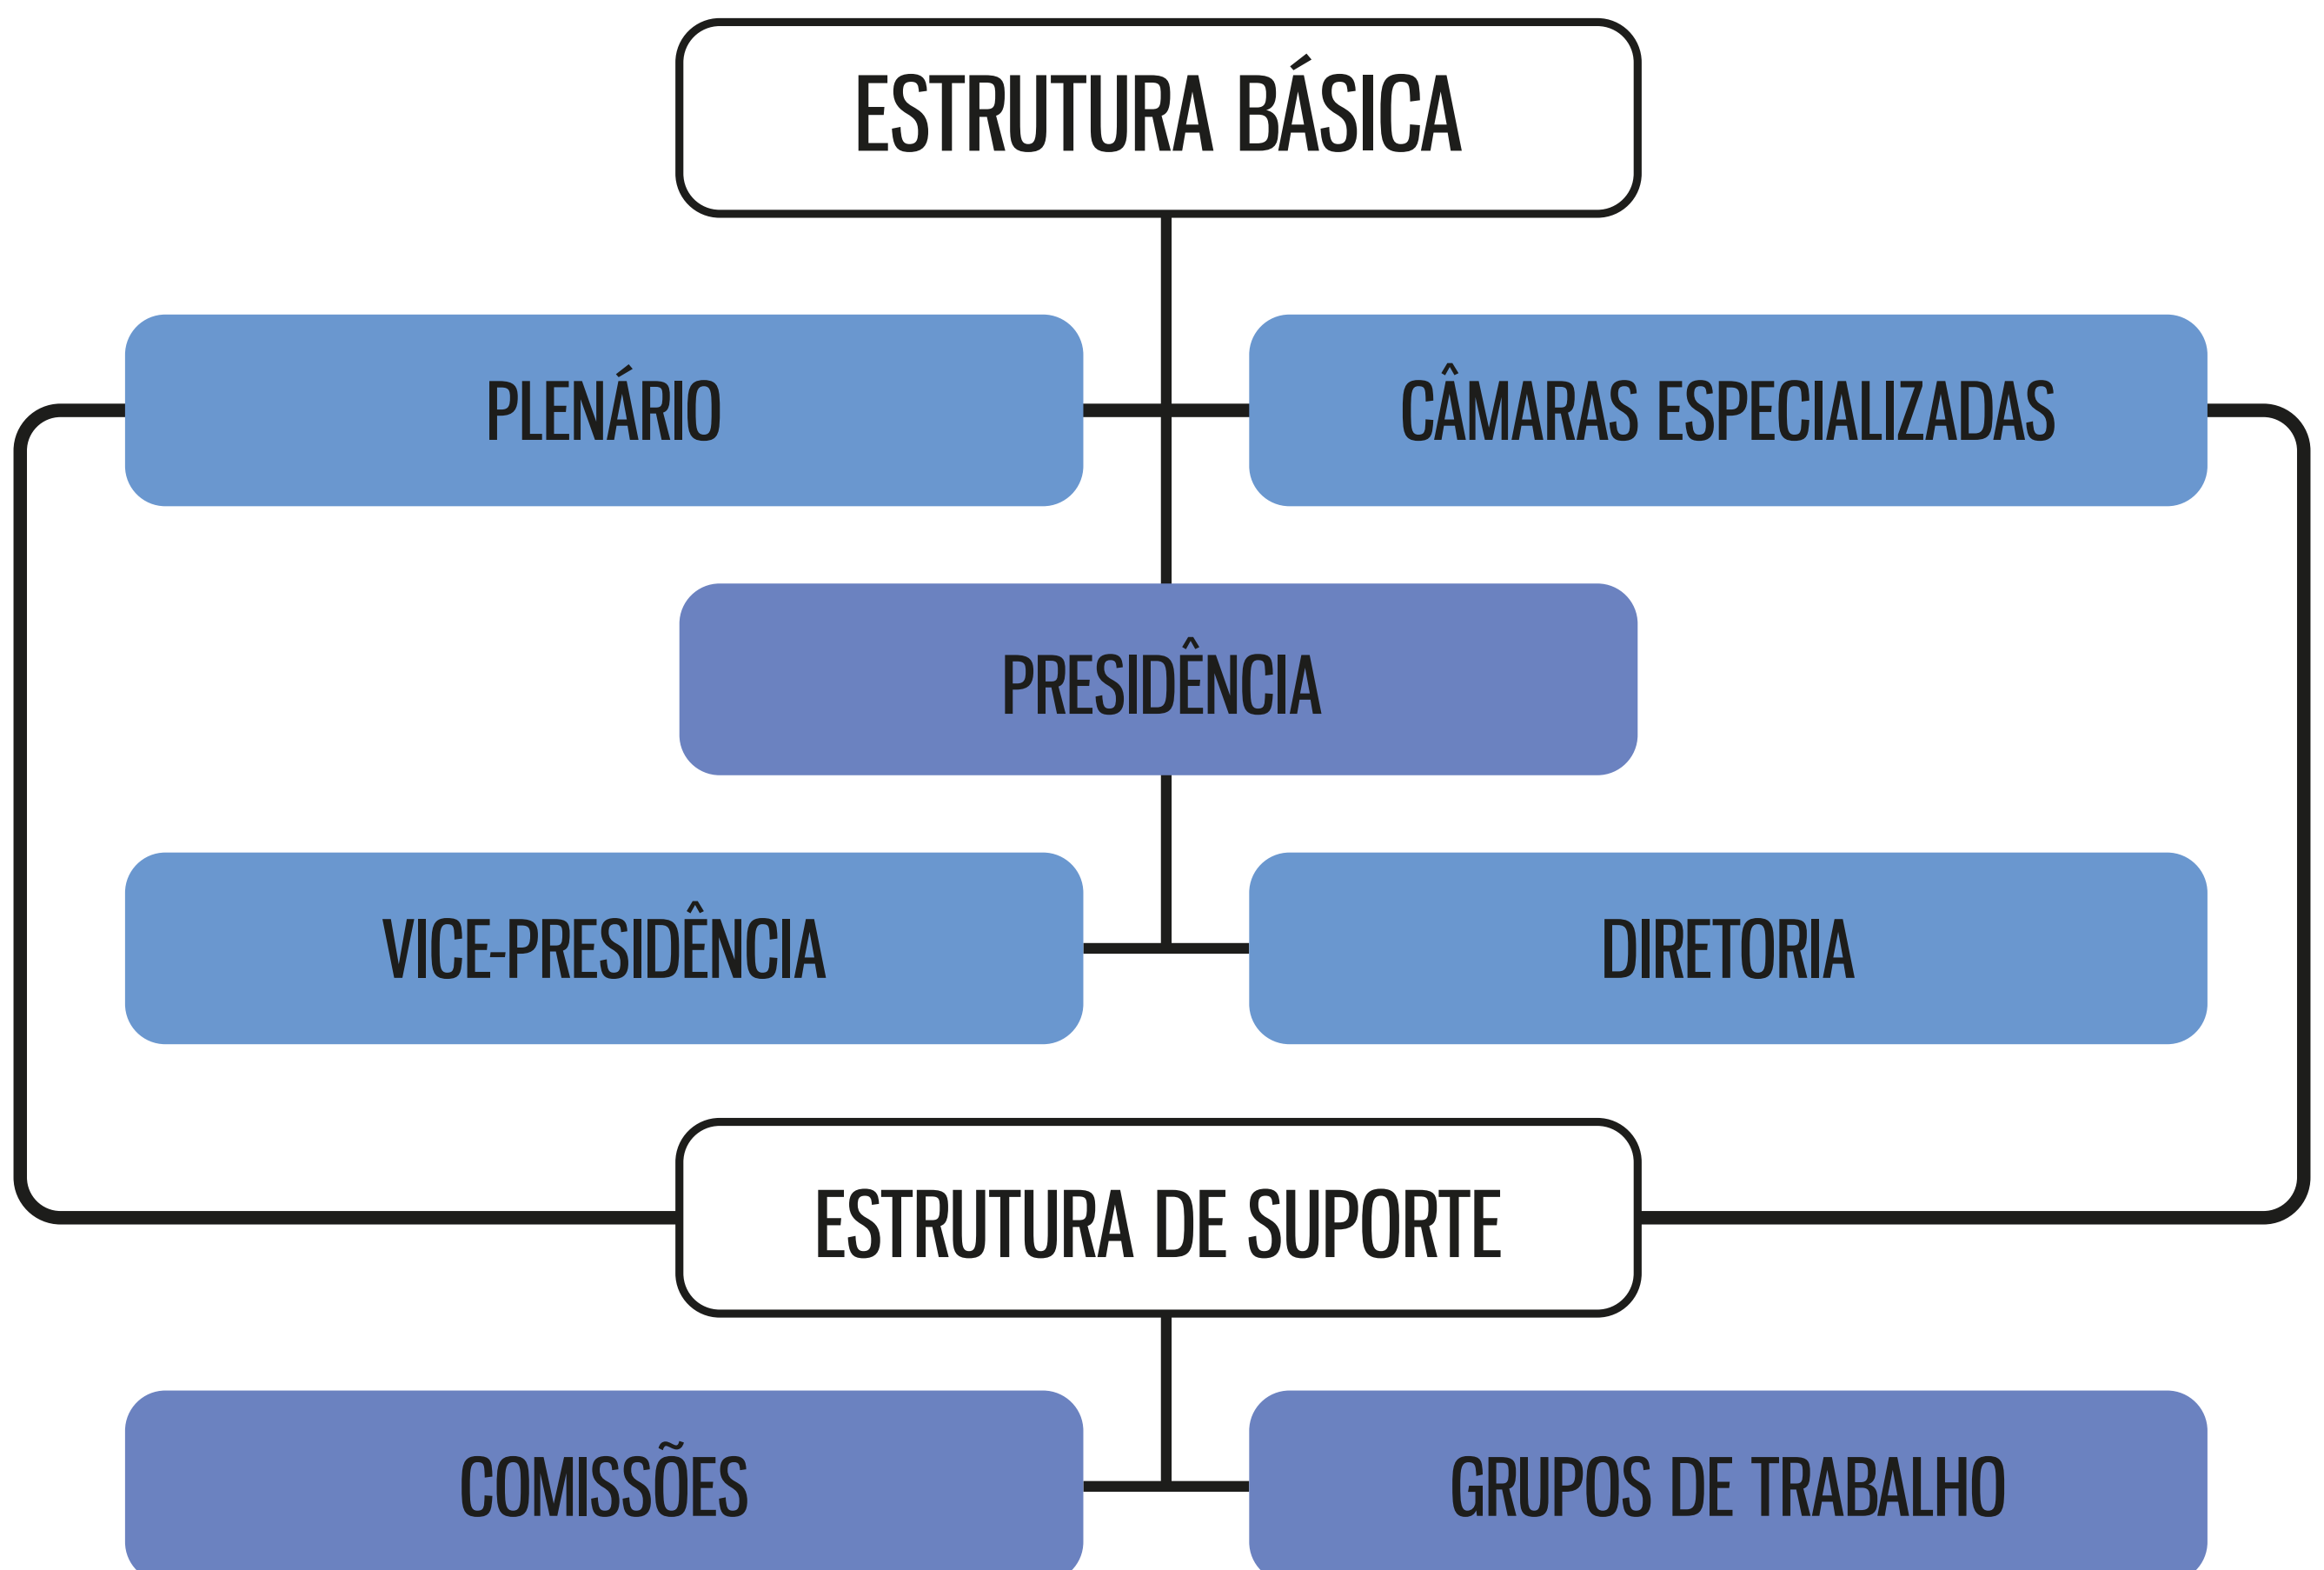 ESTRUTURA BÁSICA
PLENÁRIO
CÂMARAS ESPECIALIZADAS
PRESIDÊNCIA
VICE-PRESIDÊNCIA
DIRETORIA
ESTRUTURA DE SUPORTE
COMISSÕES
GRUPOS DE TRABALHO